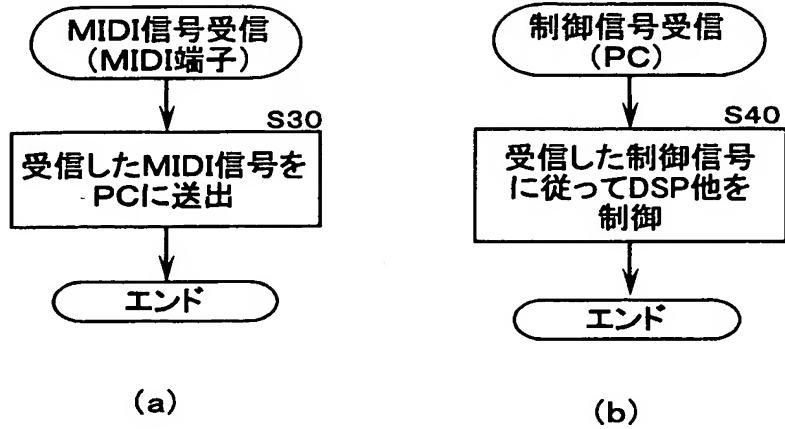 MIDI信号受信
(MIDI端子)
S30
受信したMIDI信号を
PCに送出
エンド
(a)
制御信号受信
(PC)
S40
受信した制御信号
に従ってDSP他を
制御
エンド
(b)